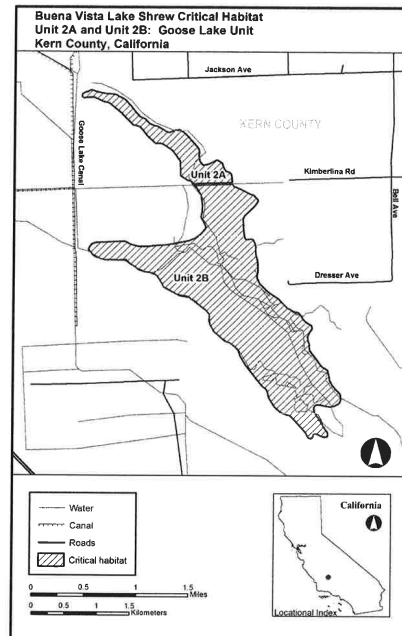 Buena Vista Lake Shrew Critical Habitat
Unit 2A and Unit 2B: Goose Lake Unit
Kern County, California
Jackson Ave
KERN COUNTY
Goose Lake Canal
Unit 2A
Kimberlina Rd
Bell Ave
Unit 2B
Dresser Ave
Water
Canal
Roads
Critical habitat
0 0.5 1 1.5
Miles
0 0.5 1 1.5
Kilometers
California
Locational Index